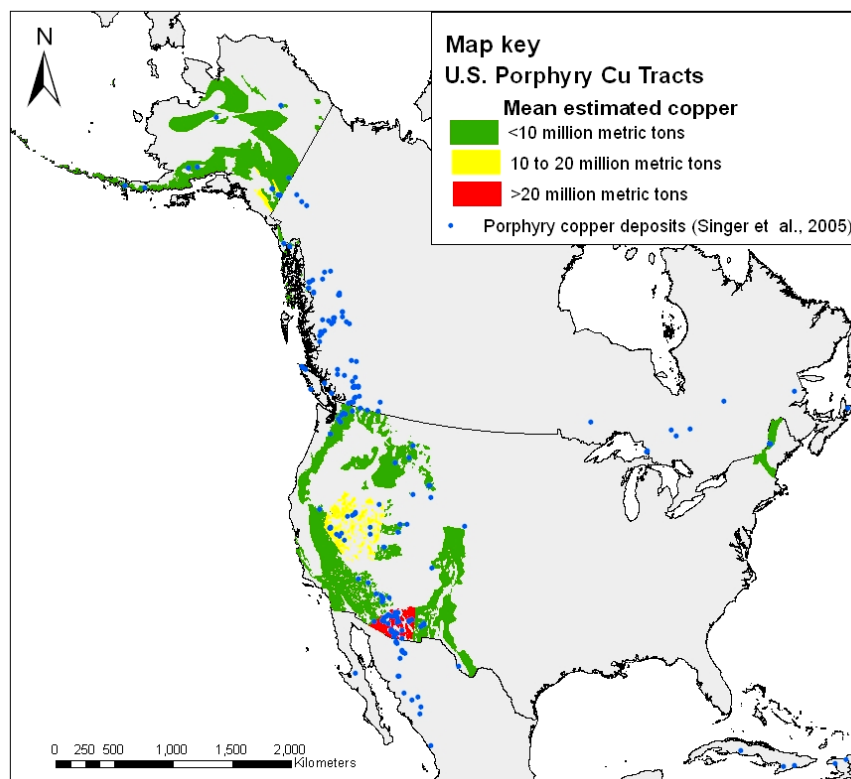 N
Map key
U.S. Porphyry Cu Tracts
Mean estimated copper
<10 million metric tons
10 to 20 million metric tons
>20 million metric tons
Porphyry copper deposits (Singer et al., 2005)
0 250 500 1,000 1,500 2,000
Kilometers